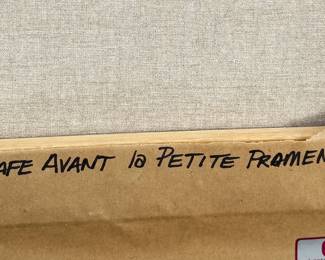 AFE AVANT la PETITE PRAMEN